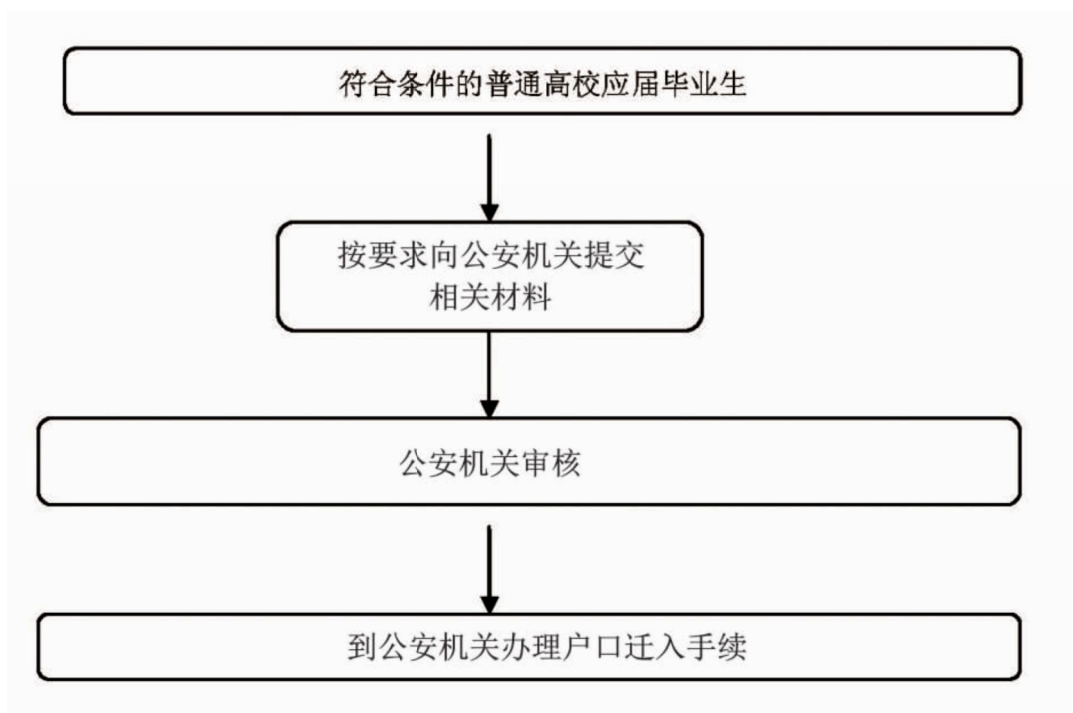 符合条件的普通高校应届毕业生
按要求向公安机关提交
相关材料
公安机关审核
到公安机关办理户口迁入手续